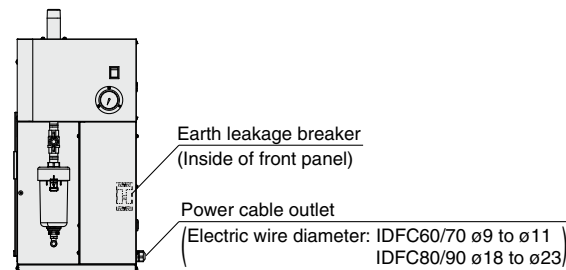 Earth leakage breaker
(Inside of front panel)
Power cable outlet
(Electric wire diameter: IDFC60/70 ø9 to ø11
IDFC80/90 ø18 to ø23)